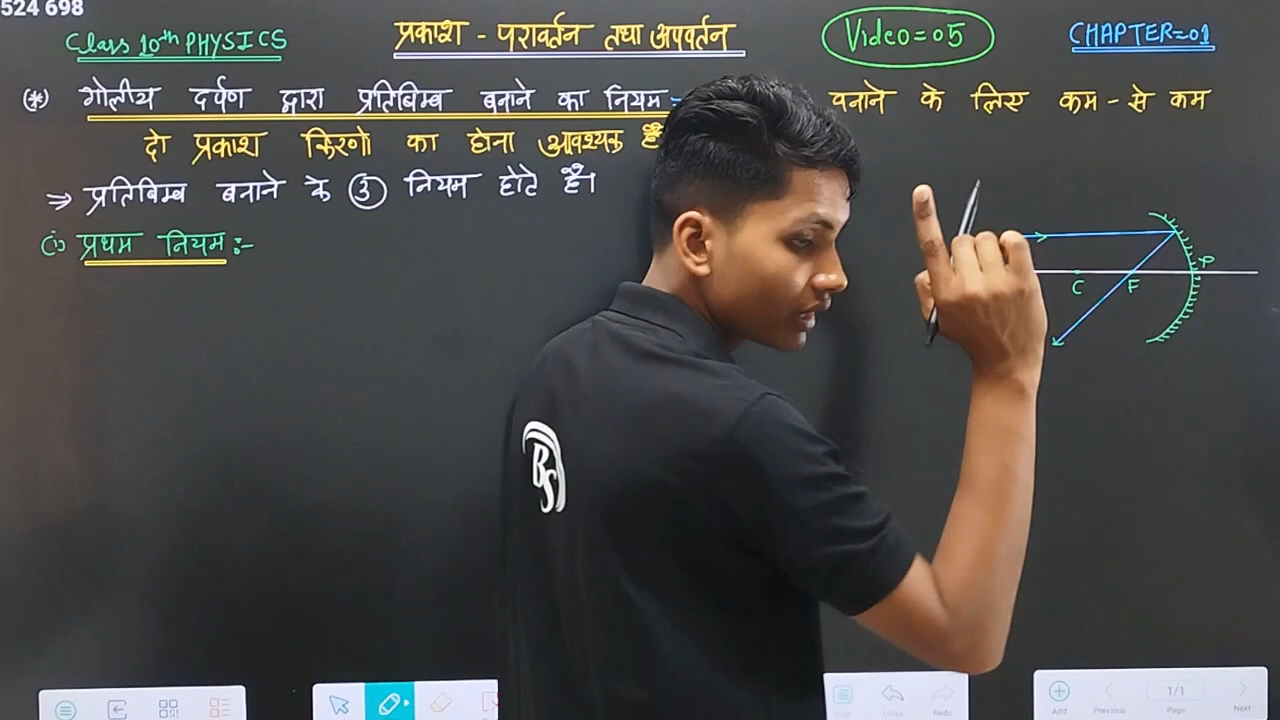 524 698
Class 10th PHYSICS
प्रकाश - परावर्तन तथा अपवर्तन
Video=05
CHAPTER=01
(*) गोलीय दर्पण द्वारा प्रतिबिम्ब बनाने का नियम:- बनाने के लिए कम-से कम
दो प्रकाश किरणो का होना आवश्यक है
⇒ प्रतिबिम्ब बनाने के 3 नियम होते है।
(i) प्रथम नियम:-
C F P
BS
Undo Redo
Add Previous 1/1 Page Next